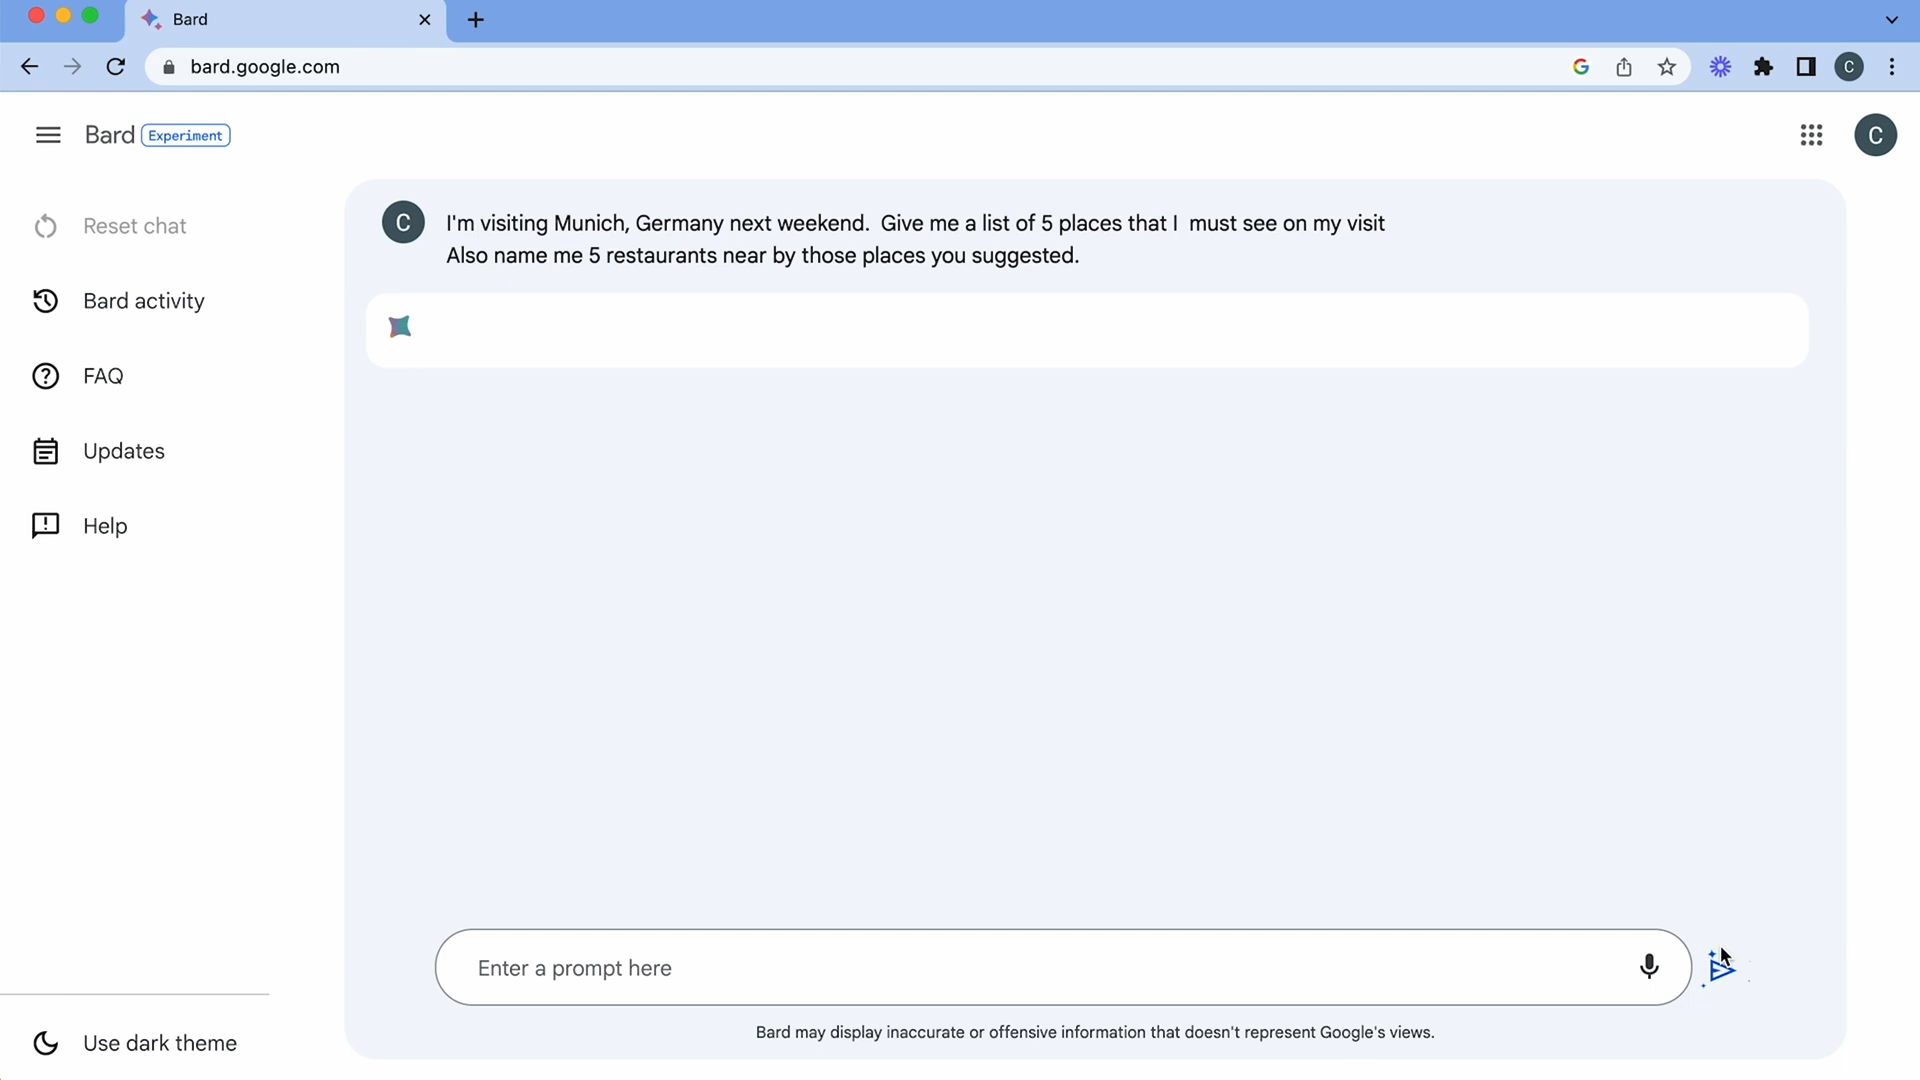 Bard
bard.google.com
C
Bard Experiment
C
Reset chat
Bard activity
FAQ
Updates
Help
C
I'm visiting Munich, Germany next weekend.  Give me a list of 5 places that I  must see on my visit
Also name me 5 restaurants near by those places you suggested.
Enter a prompt here
Bard may display inaccurate or offensive information that doesn't represent Google's views.
Use dark theme